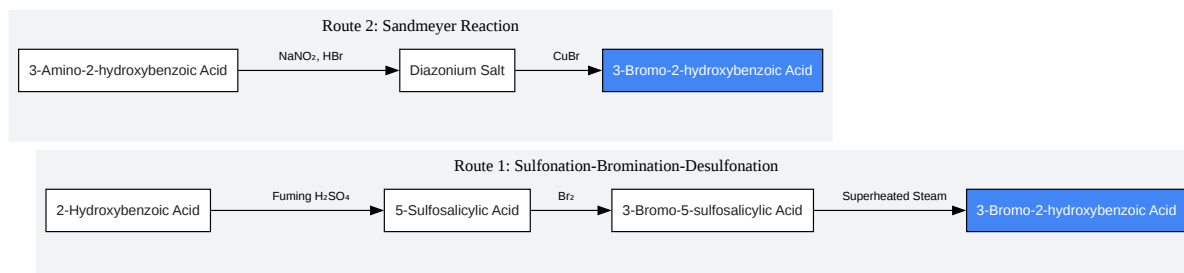 Route 2: Sandmeyer Reaction
NaNO₂, HBr
CuBr
3-Amino-2-hydroxybenzoic Acid
Diazonium Salt
3-Bromo-2-hydroxybenzoic Acid
Route 1: Sulfonation-Bromination-Desulfonation
Fuming H₂SO₄
Br₂
Superheated Steam
2-Hydroxybenzoic Acid
5-Sulfosalicylic Acid
3-Bromo-5-sulfosalicylic Acid
3-Bromo-2-hydroxybenzoic Acid